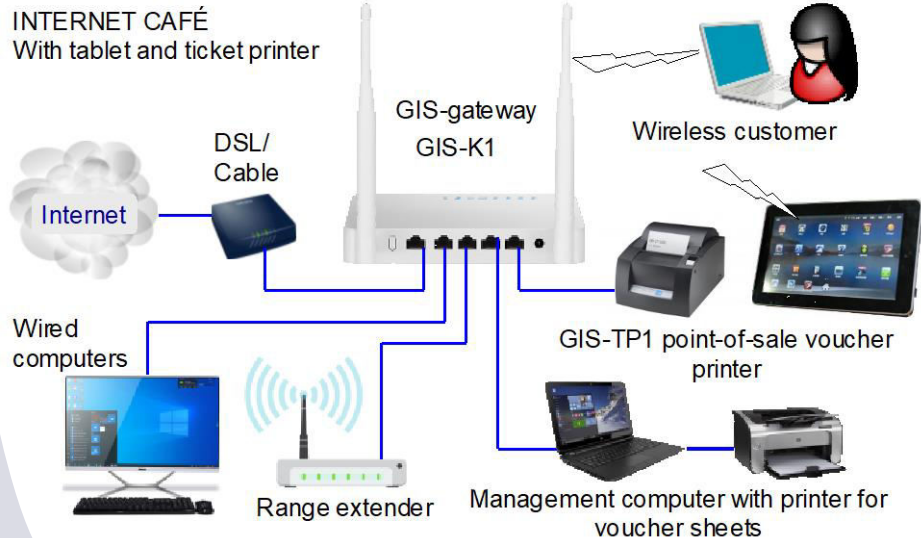 INTERNET CAFÉ
With tablet and ticket printer
GIS-gateway
GIS-K1
DSL/
Cable
Internet
Wireless customer
Wired
computers
GIS-TP1 point-of-sale voucher
printer
Range extender
Management computer with printer for
voucher sheets